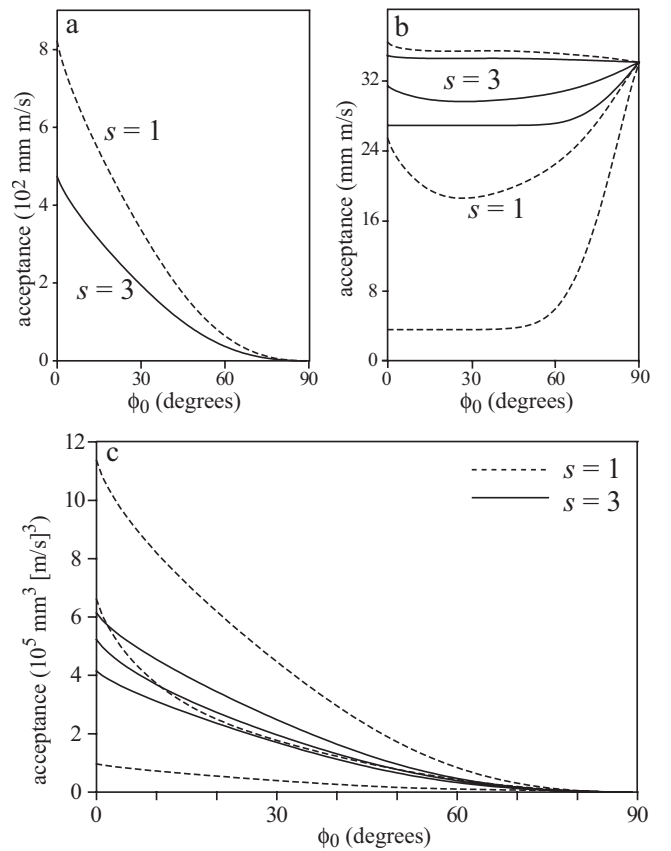 a
8
6
4
2
0
acceptance (10² mm m/s)
s = 1
s = 3
0 30 60 90
ϕ₀ (degrees)
b
32
24
16
8
0
acceptance (mm m/s)
s = 3
s = 1
0 30 60 90
ϕ₀ (degrees)
c
12
10
8
6
4
2
0
acceptance (10⁵ mm³ [m/s]³)
s = 1
s = 3
0 30 60 90
ϕ₀ (degrees)